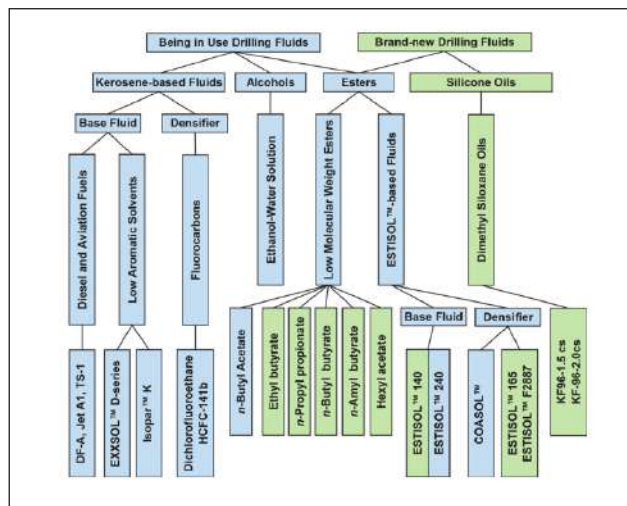 Being in Use Drilling Fluids
Brand-new Drilling Fluids
Kerosene-based Fluids
Alcohols
Esters
Silicone Oils
Base Fluid
Densifier
Diesel and Aviation Fuels
Low Aromatic Solvents
Fluorocarbons
Ethanol-Water Solution
Low Molecular Weight Esters
ESTISOL™-based Fluids
Dimethyl Siloxane Oils
Base Fluid
Densifier
DF-A, Jet A1, TS-1
EXXSOL™ D-series
Isopar™ K
Dichlorofluoroethane
HCFC-141b
n-Butyl Acetate
Ethyl butyrate
n-Propyl propionate
n-Butyl butyrate
n-Amyl butyrate
Hexyl acetate
ESTISOL™ 140
ESTISOL™ 240
COASOL™
ESTISOL™ 165
ESTISOL™ F2887
KF96-1.5 cs
KF-96-2.0cs